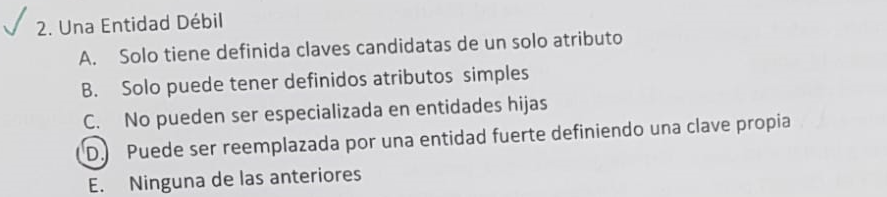 2. Una Entidad Débil
A. Solo tiene definida claves candidatas de un solo atributo
B. Solo puede tener definidos atributos simples
C. No pueden ser especializada en entidades hijas
D. Puede ser reemplazada por una entidad fuerte definiendo una clave propia
E. Ninguna de las anteriores